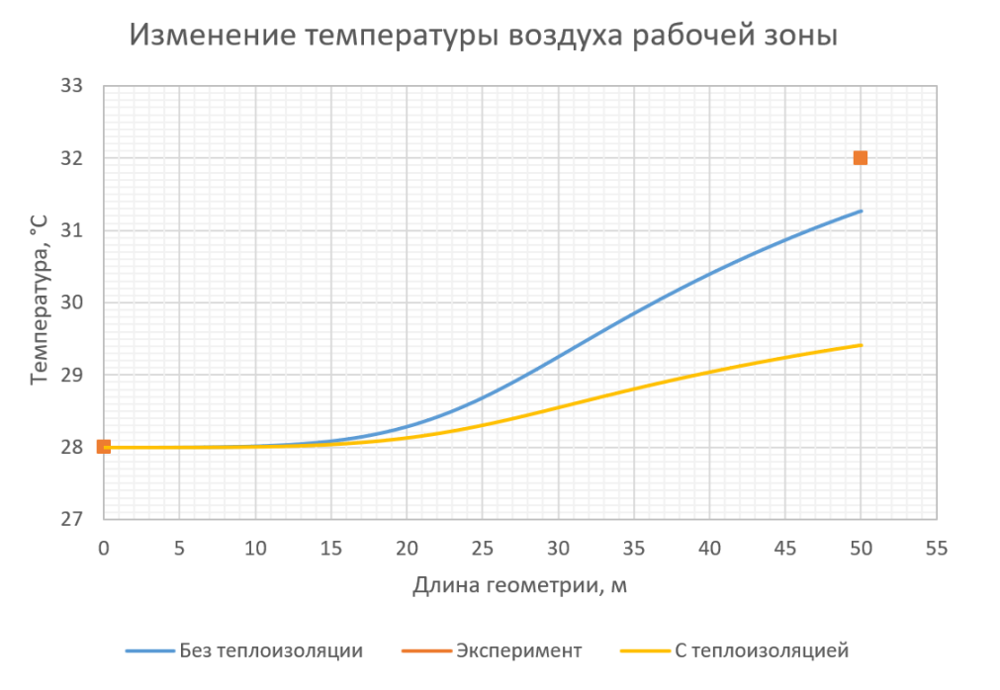 Изменение температуры воздуха рабочей зоны
33
32
31
30
29
28
27
Температура, °С
0 5 10 15 20 25 30 35 40 45 50 55
Длина геометрии, м
Без теплоизоляции Эксперимент С теплоизоляцией